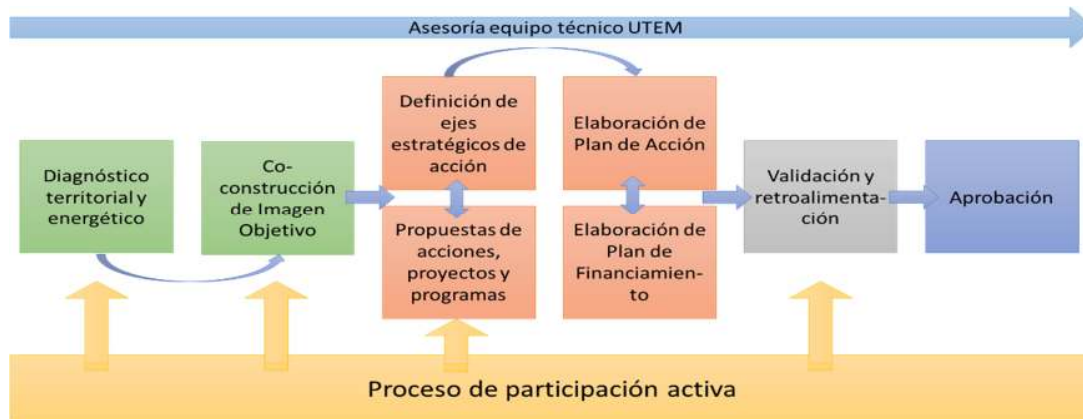 Asesoría equipo técnico UTEM
Diagnóstico
territorial y
energético
Co-
construcción
de Imagen
Objetivo
Definición de
ejes
estratégicos de
acción
Propuestas de
acciones,
proyectos y
programas
Elaboración de
Plan de Acción
Elaboración de
Plan de
Financiamien-
to
Validación y
retroalimenta-
ción
Aprobación
Proceso de participación activa